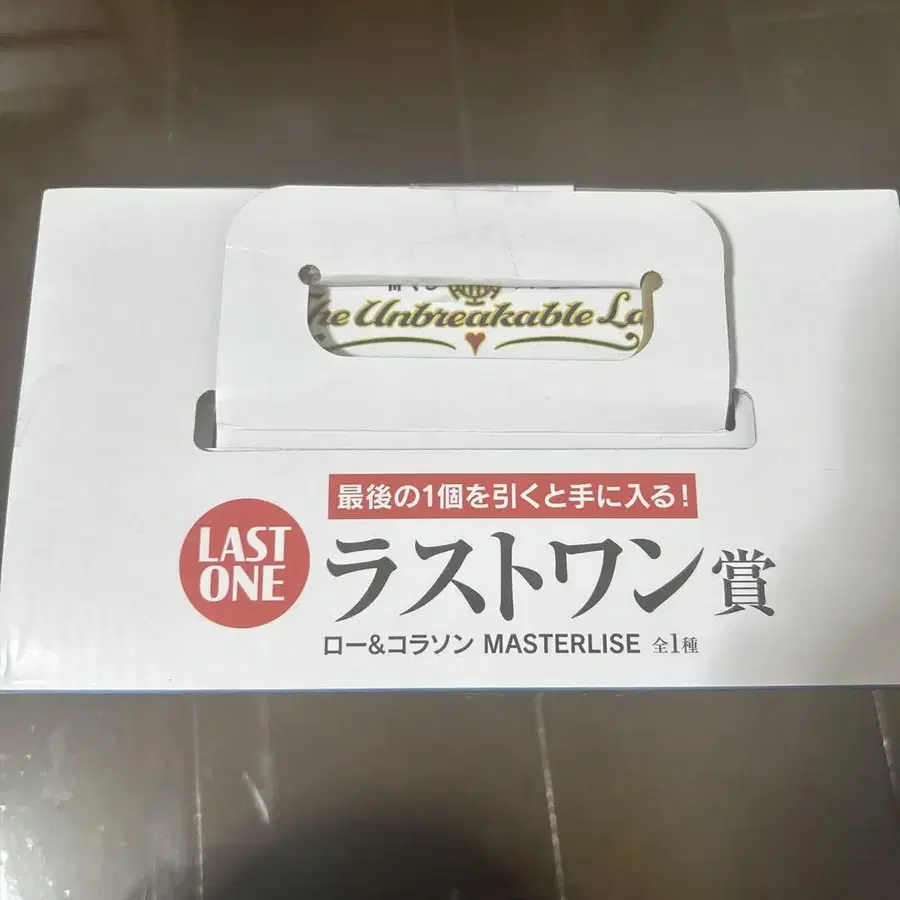 The Unbreakable La
最後の1個を引くと手に入る!
LAST ONE
ラストワン賞
ロー&コラソン MASTERLISE 全1種